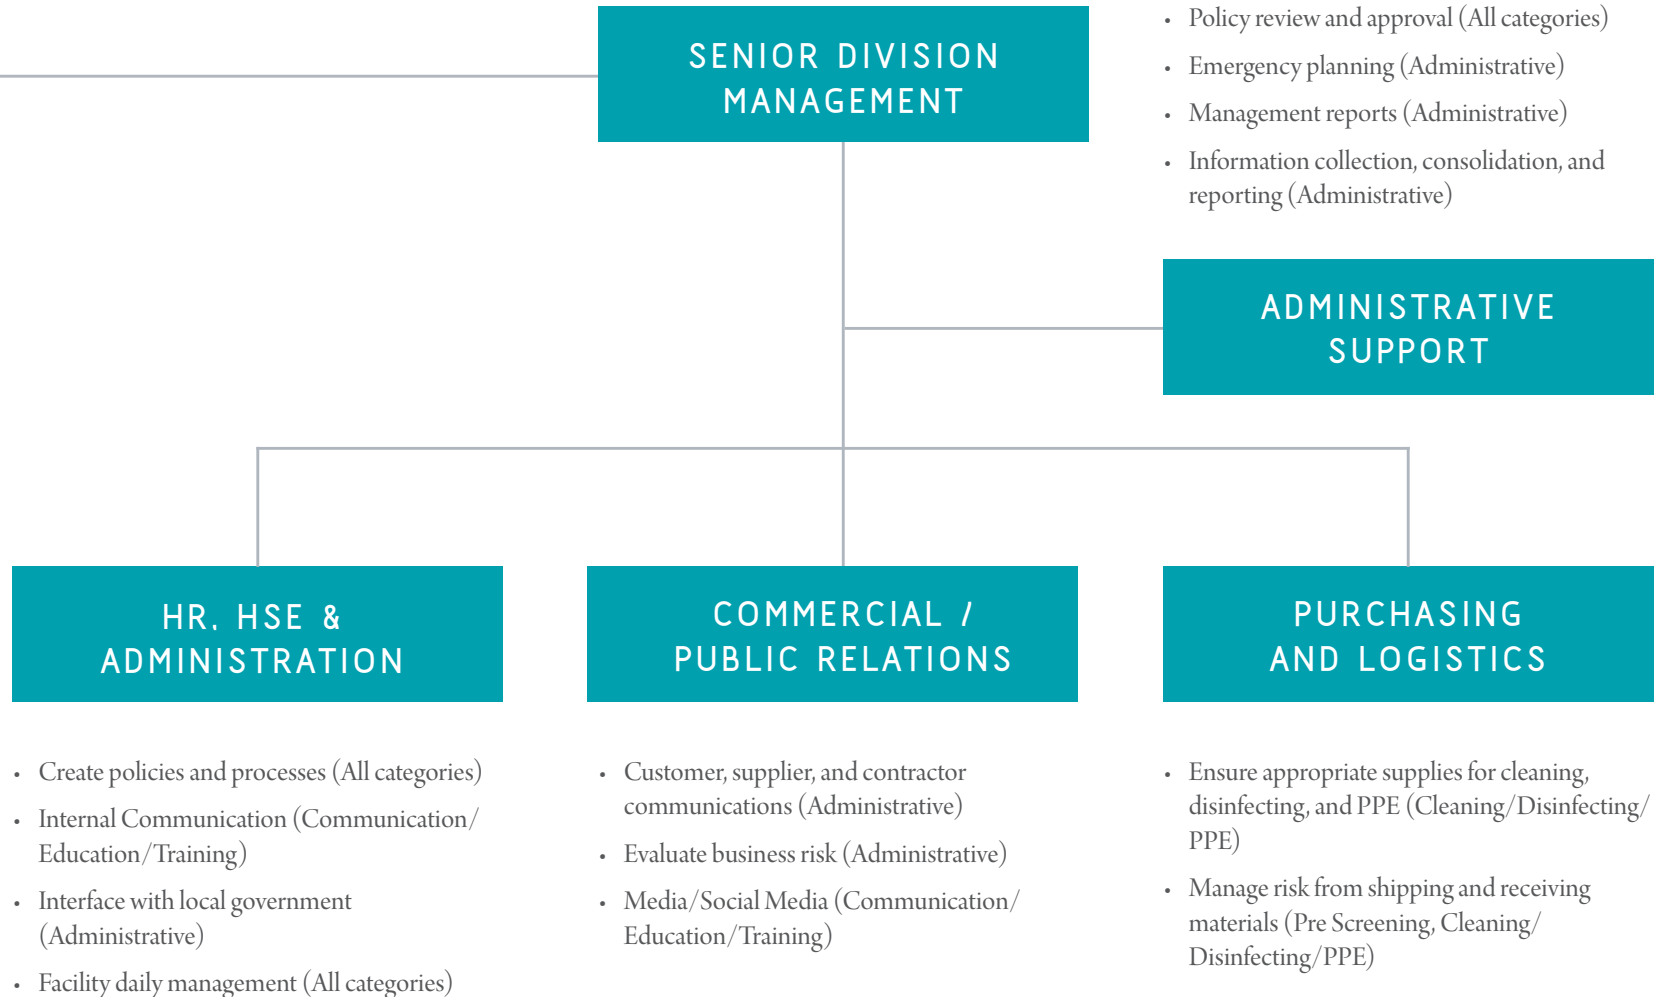 SENIOR DIVISION
MANAGEMENT
• Policy review and approval (All categories)
• Emergency planning (Administrative)
• Management reports (Administrative)
• Information collection, consolidation, and
reporting (Administrative)
ADMINISTRATIVE
SUPPORT
HR, HSE &
ADMINISTRATION
• Create policies and processes (All categories)
• Internal Communication (Communication/
Education/Training)
• Interface with local government
(Administrative)
• Facility daily management (All categories)
COMMERCIAL /
PUBLIC RELATIONS
• Customer, supplier, and contractor
communications (Administrative)
• Evaluate business risk (Administrative)
• Media/Social Media (Communication/
Education/Training)
PURCHASING
AND LOGISTICS
• Ensure appropriate supplies for cleaning,
disinfecting, and PPE (Cleaning/Disinfecting/
PPE)
• Manage risk from shipping and receiving
materials (Pre Screening, Cleaning/
Disinfecting/PPE)